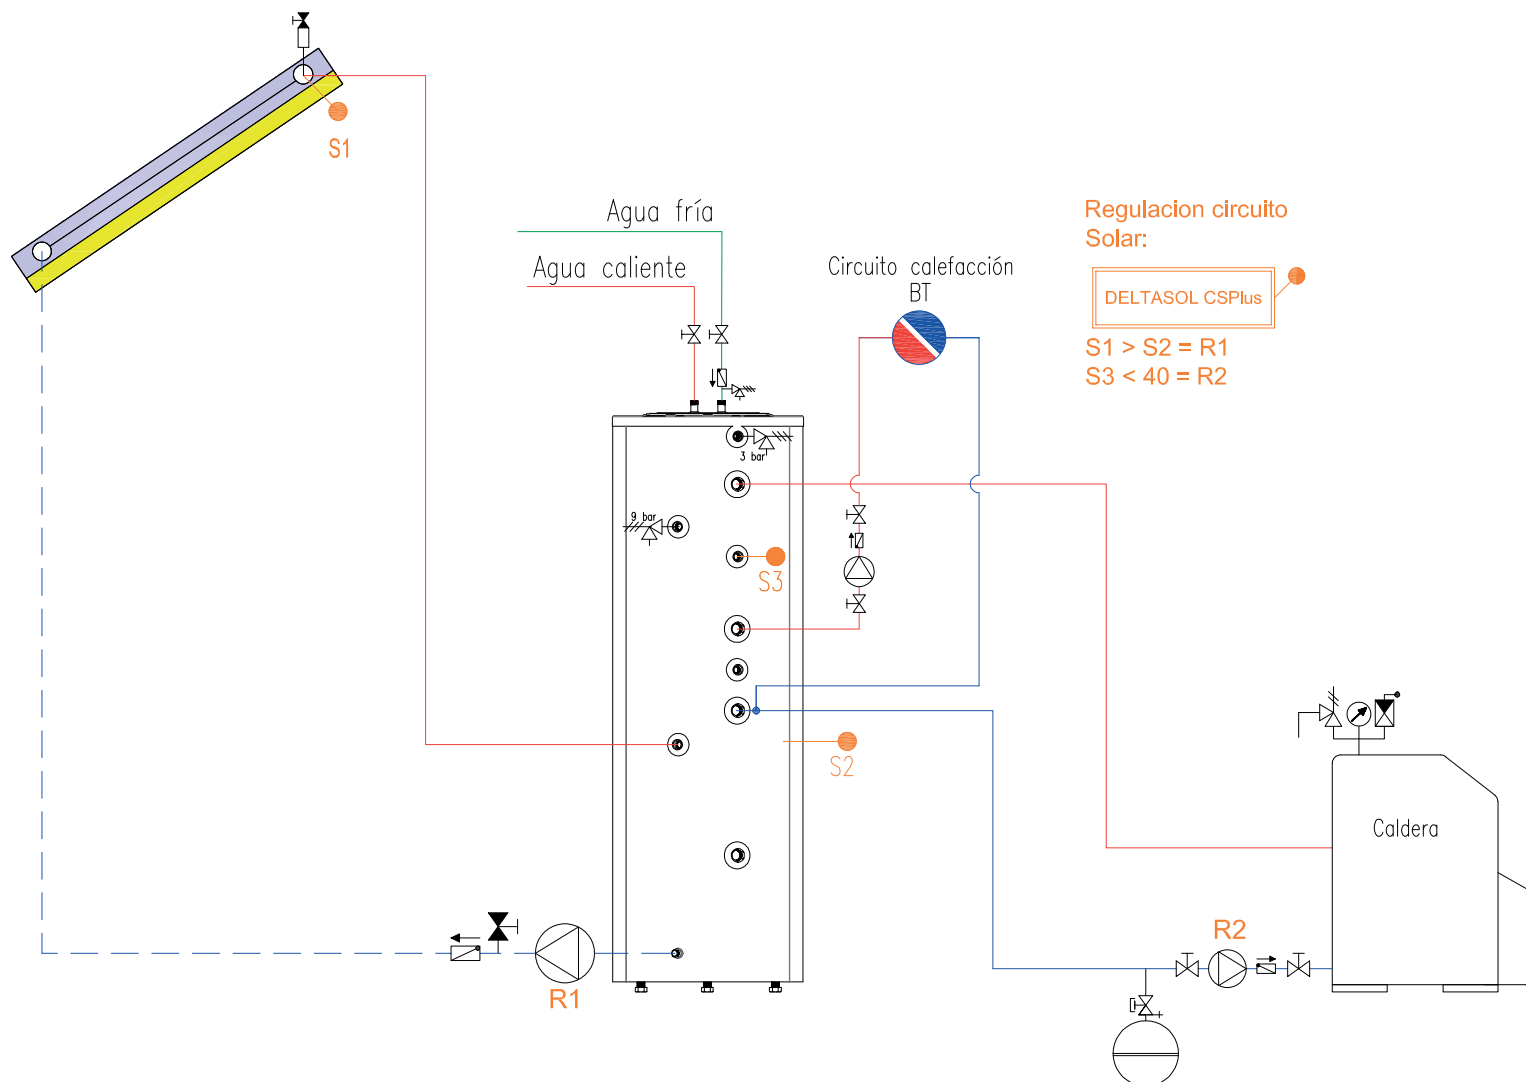 S1
Agua fría
Agua caliente
Circuito calefacción
BT
Regulacion circuito
Solar:
DELTASOL CSPlus
S1 > S2 = R1
S3 < 40 = R2
3 bar
9 bar
S3
S2
Caldera
R1
R2